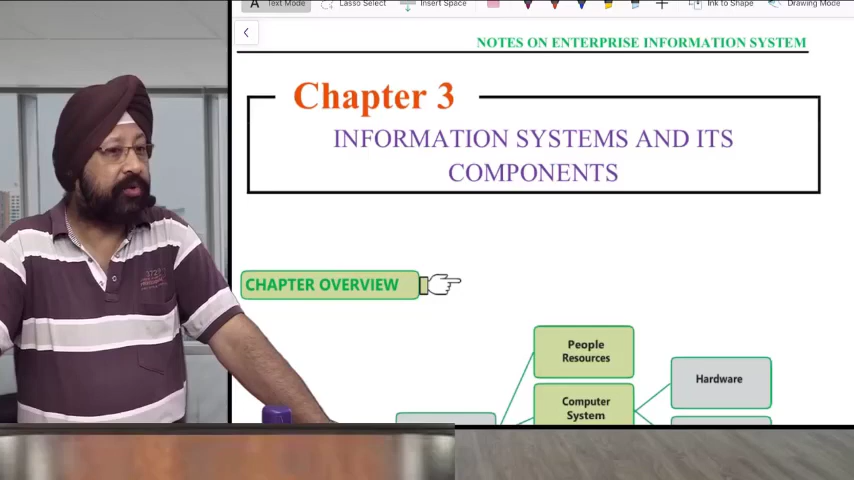 Text Mode
Lasso Select
Insert Space
Ink to Shape
Drawing Mode
NOTES ON ENTERPRISE INFORMATION SYSTEM
Chapter 3
INFORMATION SYSTEMS AND ITS
COMPONENTS
CHAPTER OVERVIEW
People
Resources
Computer
System
Hardware